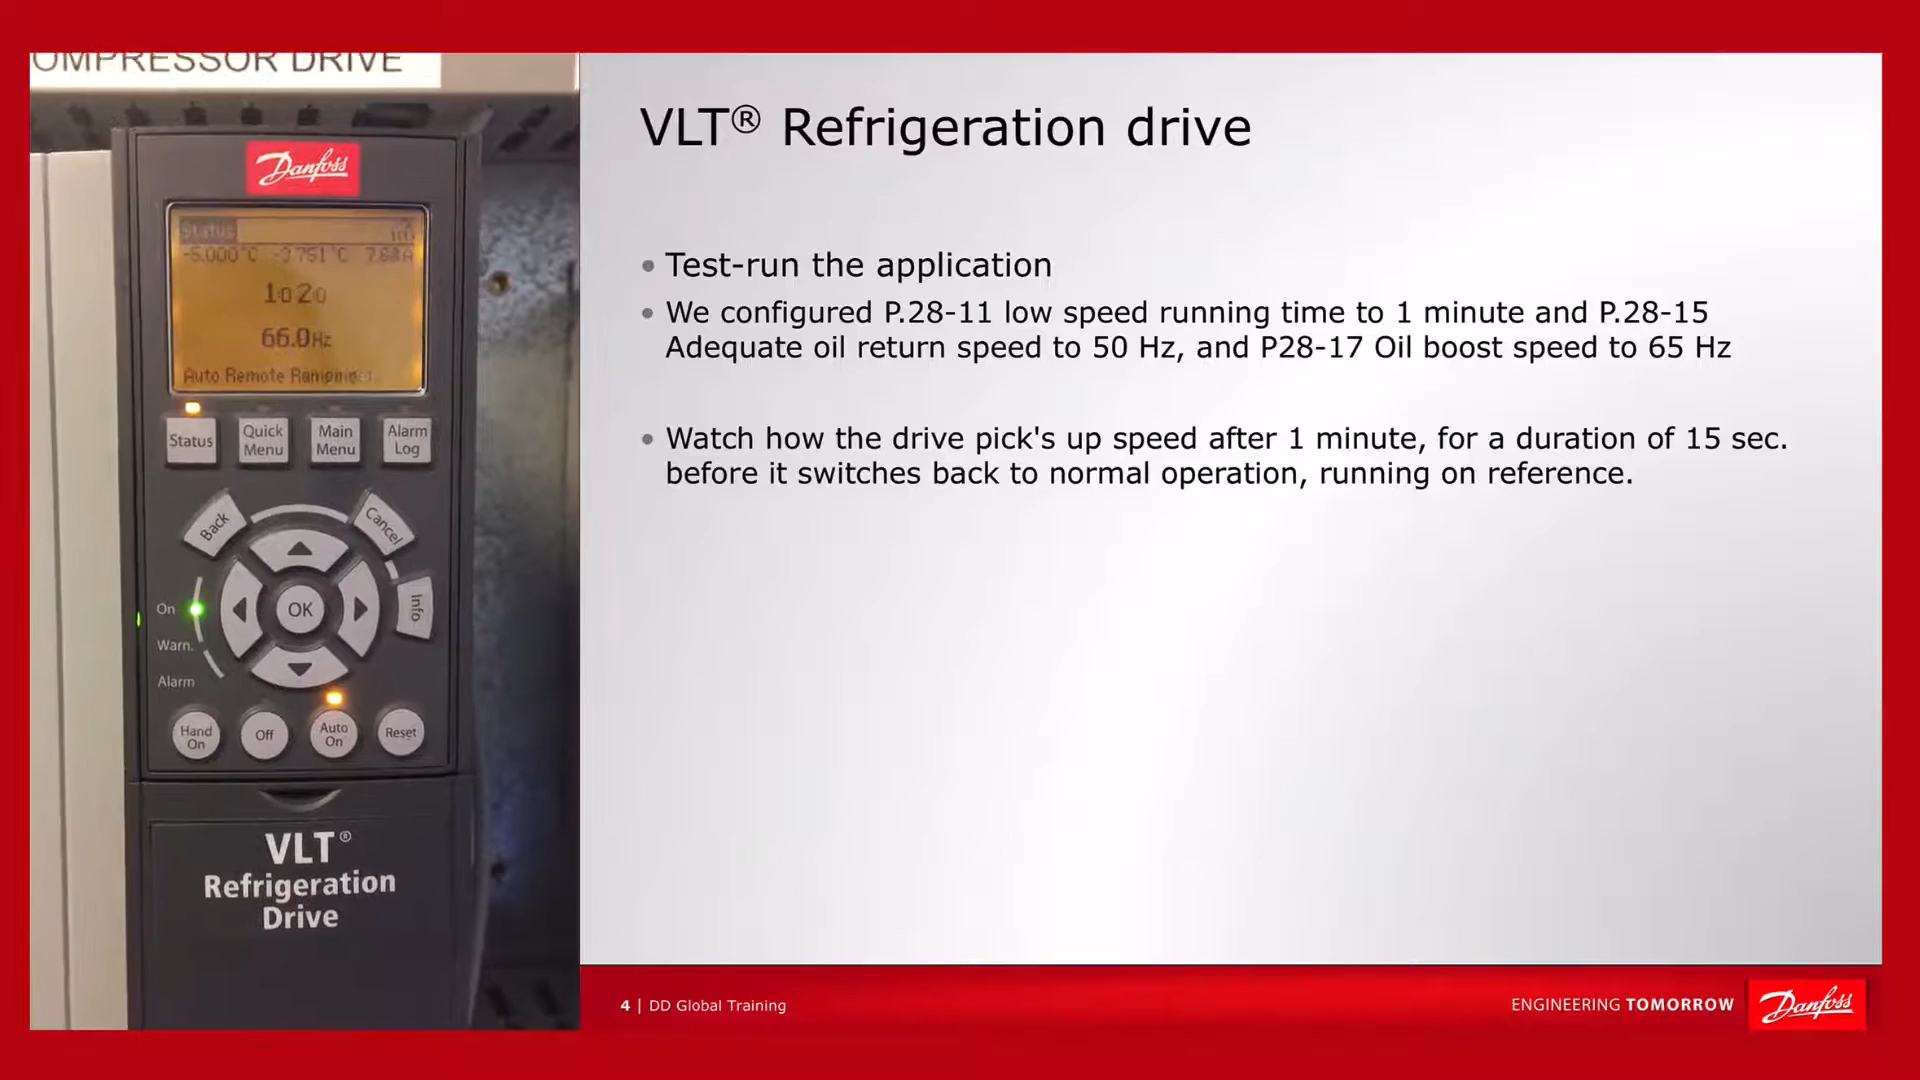 OMPRESSOR DRIVE
Danfoss
Status
-5.000°C -3.751°C 7.68A
66.0Hz
Auto Remote Ramping
Status
Quick Menu
Main Menu
Alarm Log
Back
Cancel
Info
OK
On
Warn.
Alarm
Hand On
Off
Auto On
Reset
VLT®
Refrigeration
Drive
VLT® Refrigeration drive
• Test-run the application
• We configured P.28-11 low speed running time to 1 minute and P.28-15
Adequate oil return speed to 50 Hz, and P28-17 Oil boost speed to 65 Hz
• Watch how the drive pick's up speed after 1 minute, for a duration of 15 sec.
before it switches back to normal operation, running on reference.
4 | DD Global Training
ENGINEERING TOMORROW
Danfoss